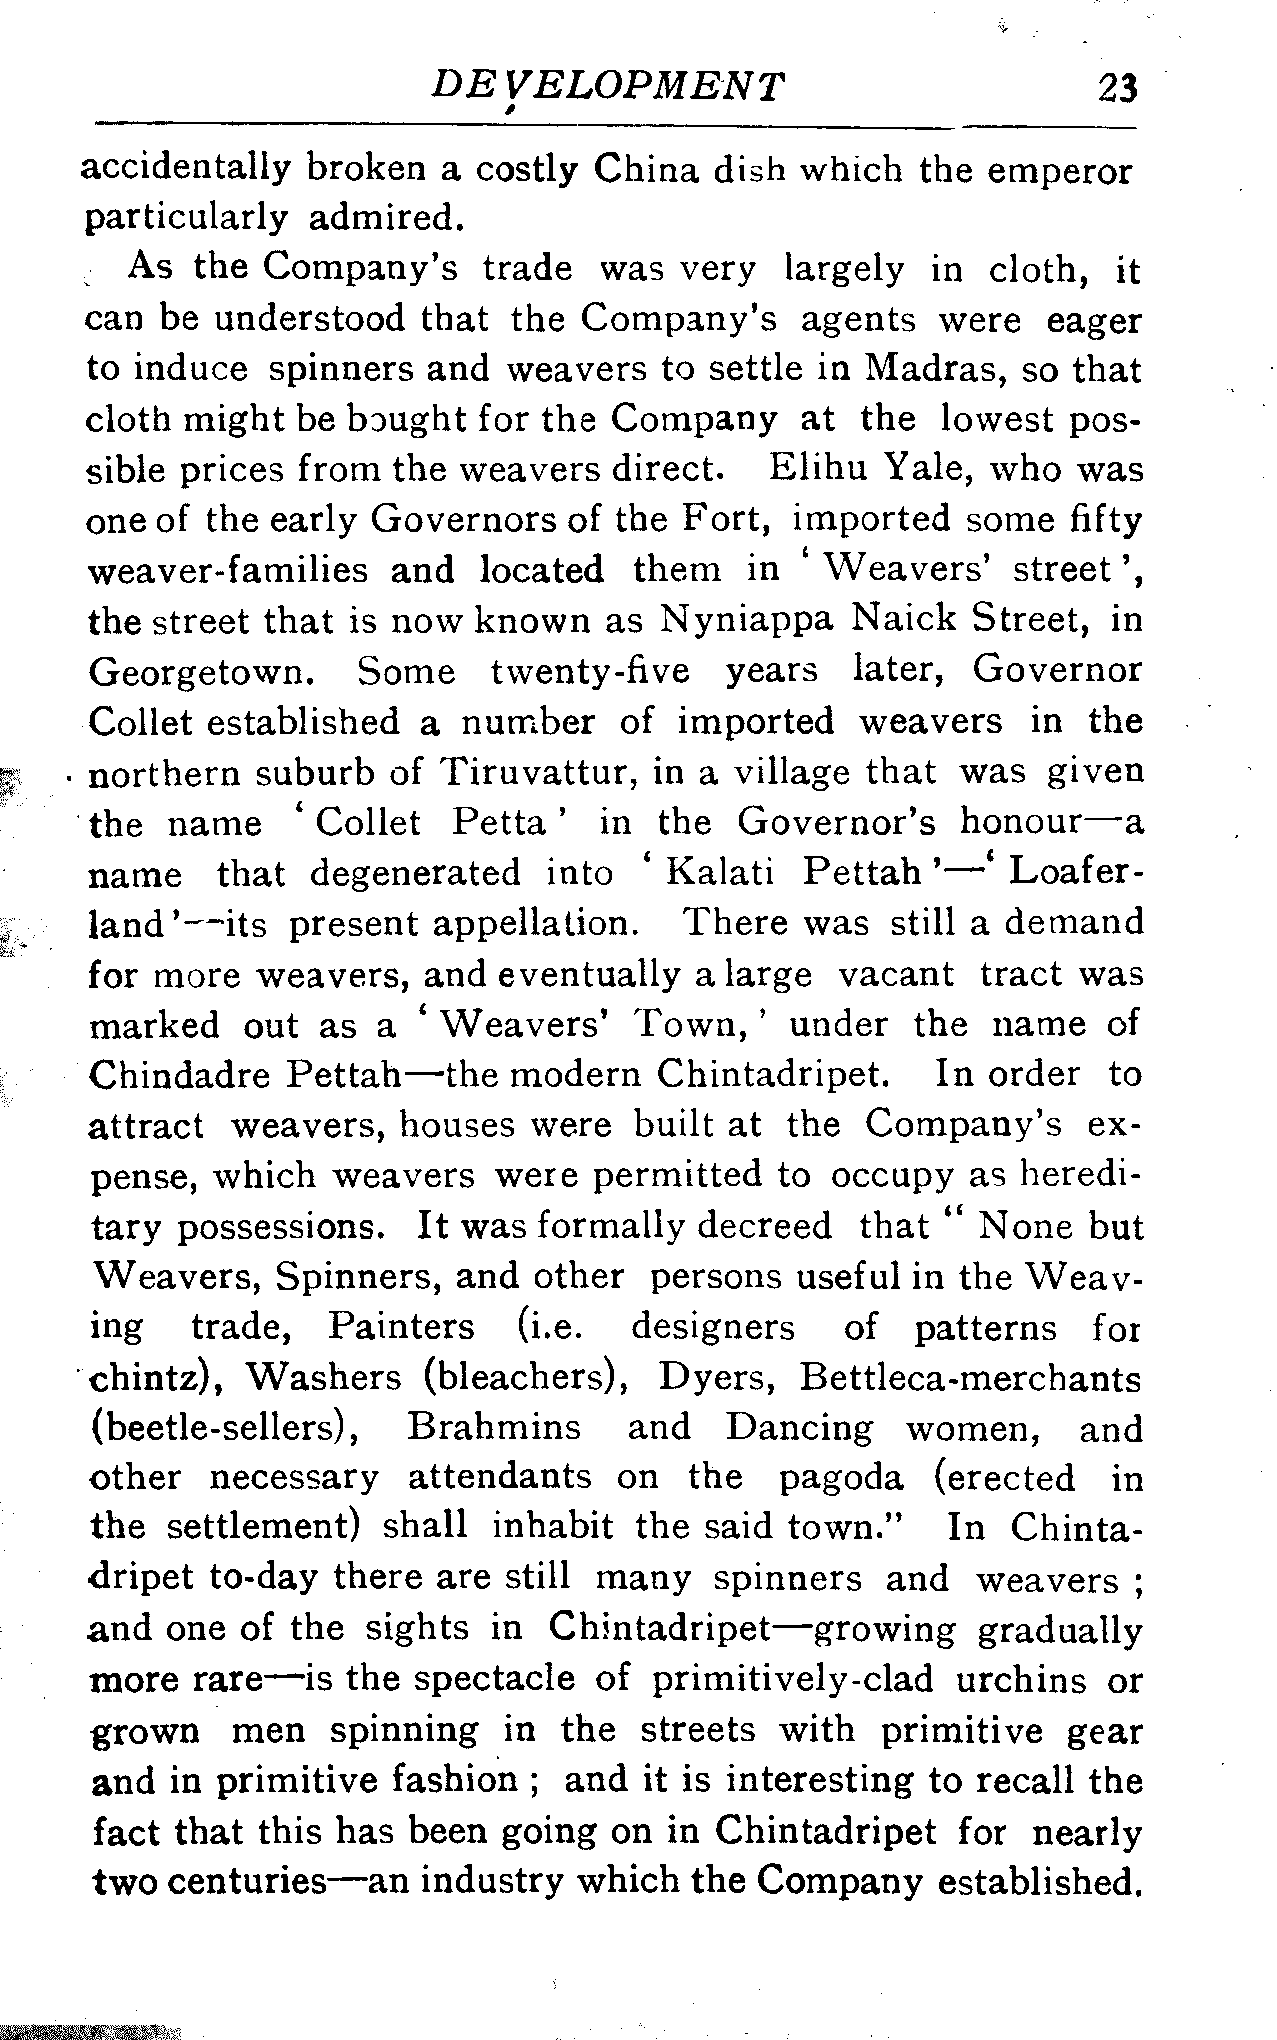 DEVELOPMENT 23
accidentally broken a costly China dish which the emperor
particularly admired.
As the Company's trade was very largely in cloth, it
can be understood that the Company's agents were eager
to induce spinners and weavers to settle in Madras, so that
cloth might be bought for the Company at the lowest pos-
sible prices from the weavers direct. Elihu Yale, who was
one of the early Governors of the Fort, imported some fifty
weaver-families and located them in ‘ Weavers’ street ’,
the street that is now known as Nyniappa Naick Street, in
Georgetown. Some twenty-five years later, Governor
Collet established a number of imported weavers in the
northern suburb of Tiruvattur, in a village that was given
the name ‘ Collet Petta ’ in the Governor's honour—a
name that degenerated into ‘ Kalati Pettah ’—‘ Loafer-
land ’—its present appellation. There was still a demand
for more weavers, and eventually a large vacant tract was
marked out as a ‘ Weavers’ Town, ’ under the name of
Chindadre Pettah—the modern Chintadripet. In order to
attract weavers, houses were built at the Company's ex-
pense, which weavers were permitted to occupy as heredi-
tary possessions. It was formally decreed that “ None but
Weavers, Spinners, and other persons useful in the Weav-
ing trade, Painters (i.e. designers of patterns for
chintz), Washers (bleachers), Dyers, Bettleca-merchants
(beetle-sellers), Brahmins and Dancing women, and
other necessary attendants on the pagoda (erected in
the settlement) shall inhabit the said town.” In Chinta-
dripet to-day there are still many spinners and weavers ;
and one of the sights in Chintadripet—growing gradually
more rare—is the spectacle of primitively-clad urchins or
grown men spinning in the streets with primitive gear
and in primitive fashion ; and it is interesting to recall the
fact that this has been going on in Chintadripet for nearly
two centuries—an industry which the Company established.